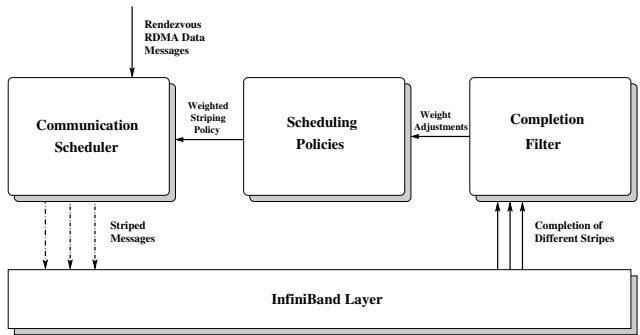 Rendezvous
RDMA Data
Messages
Communication
Scheduler
Weighted
Striping
Policy
Scheduling
Policies
Weight
Adjustments
Completion
Filter
Striped
Messages
Completion of
Different Stripes
InfiniBand Layer